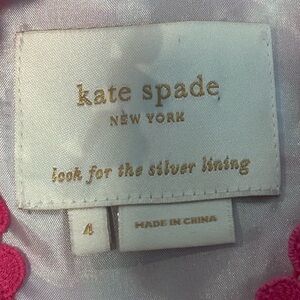 kate spade
NEW YORK
look for the silver lining
4
MADE IN CHINA